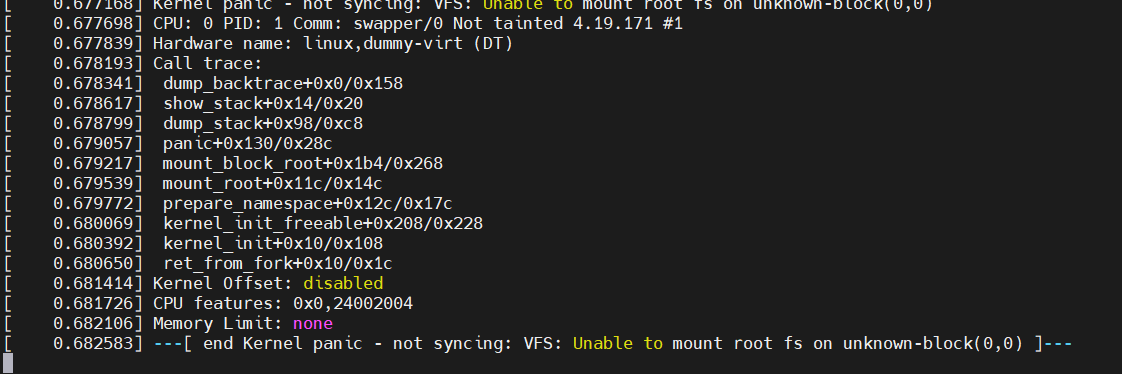 [    0.677168] Kernel panic - not syncing: VFS: Unable to mount root fs on unknown-block(0,0)
[    0.677698] CPU: 0 PID: 1 Comm: swapper/0 Not tainted 4.19.171 #1
[    0.677839] Hardware name: linux,dummy-virt (DT)
[    0.678193] Call trace:
[    0.678341]  dump_backtrace+0x0/0x158
[    0.678617]  show_stack+0x14/0x20
[    0.678799]  dump_stack+0x98/0xc8
[    0.679057]  panic+0x130/0x28c
[    0.679217]  mount_block_root+0x1b4/0x268
[    0.679539]  mount_root+0x11c/0x14c
[    0.679772]  prepare_namespace+0x12c/0x17c
[    0.680069]  kernel_init_freeable+0x208/0x228
[    0.680392]  kernel_init+0x10/0x108
[    0.680650]  ret_from_fork+0x10/0x1c
[    0.681414] Kernel Offset: disabled
[    0.681726] CPU features: 0x0,24002004
[    0.682106] Memory Limit: none
[    0.682583] ---[ end Kernel panic - not syncing: VFS: Unable to mount root fs on unknown-block(0,0) ]---